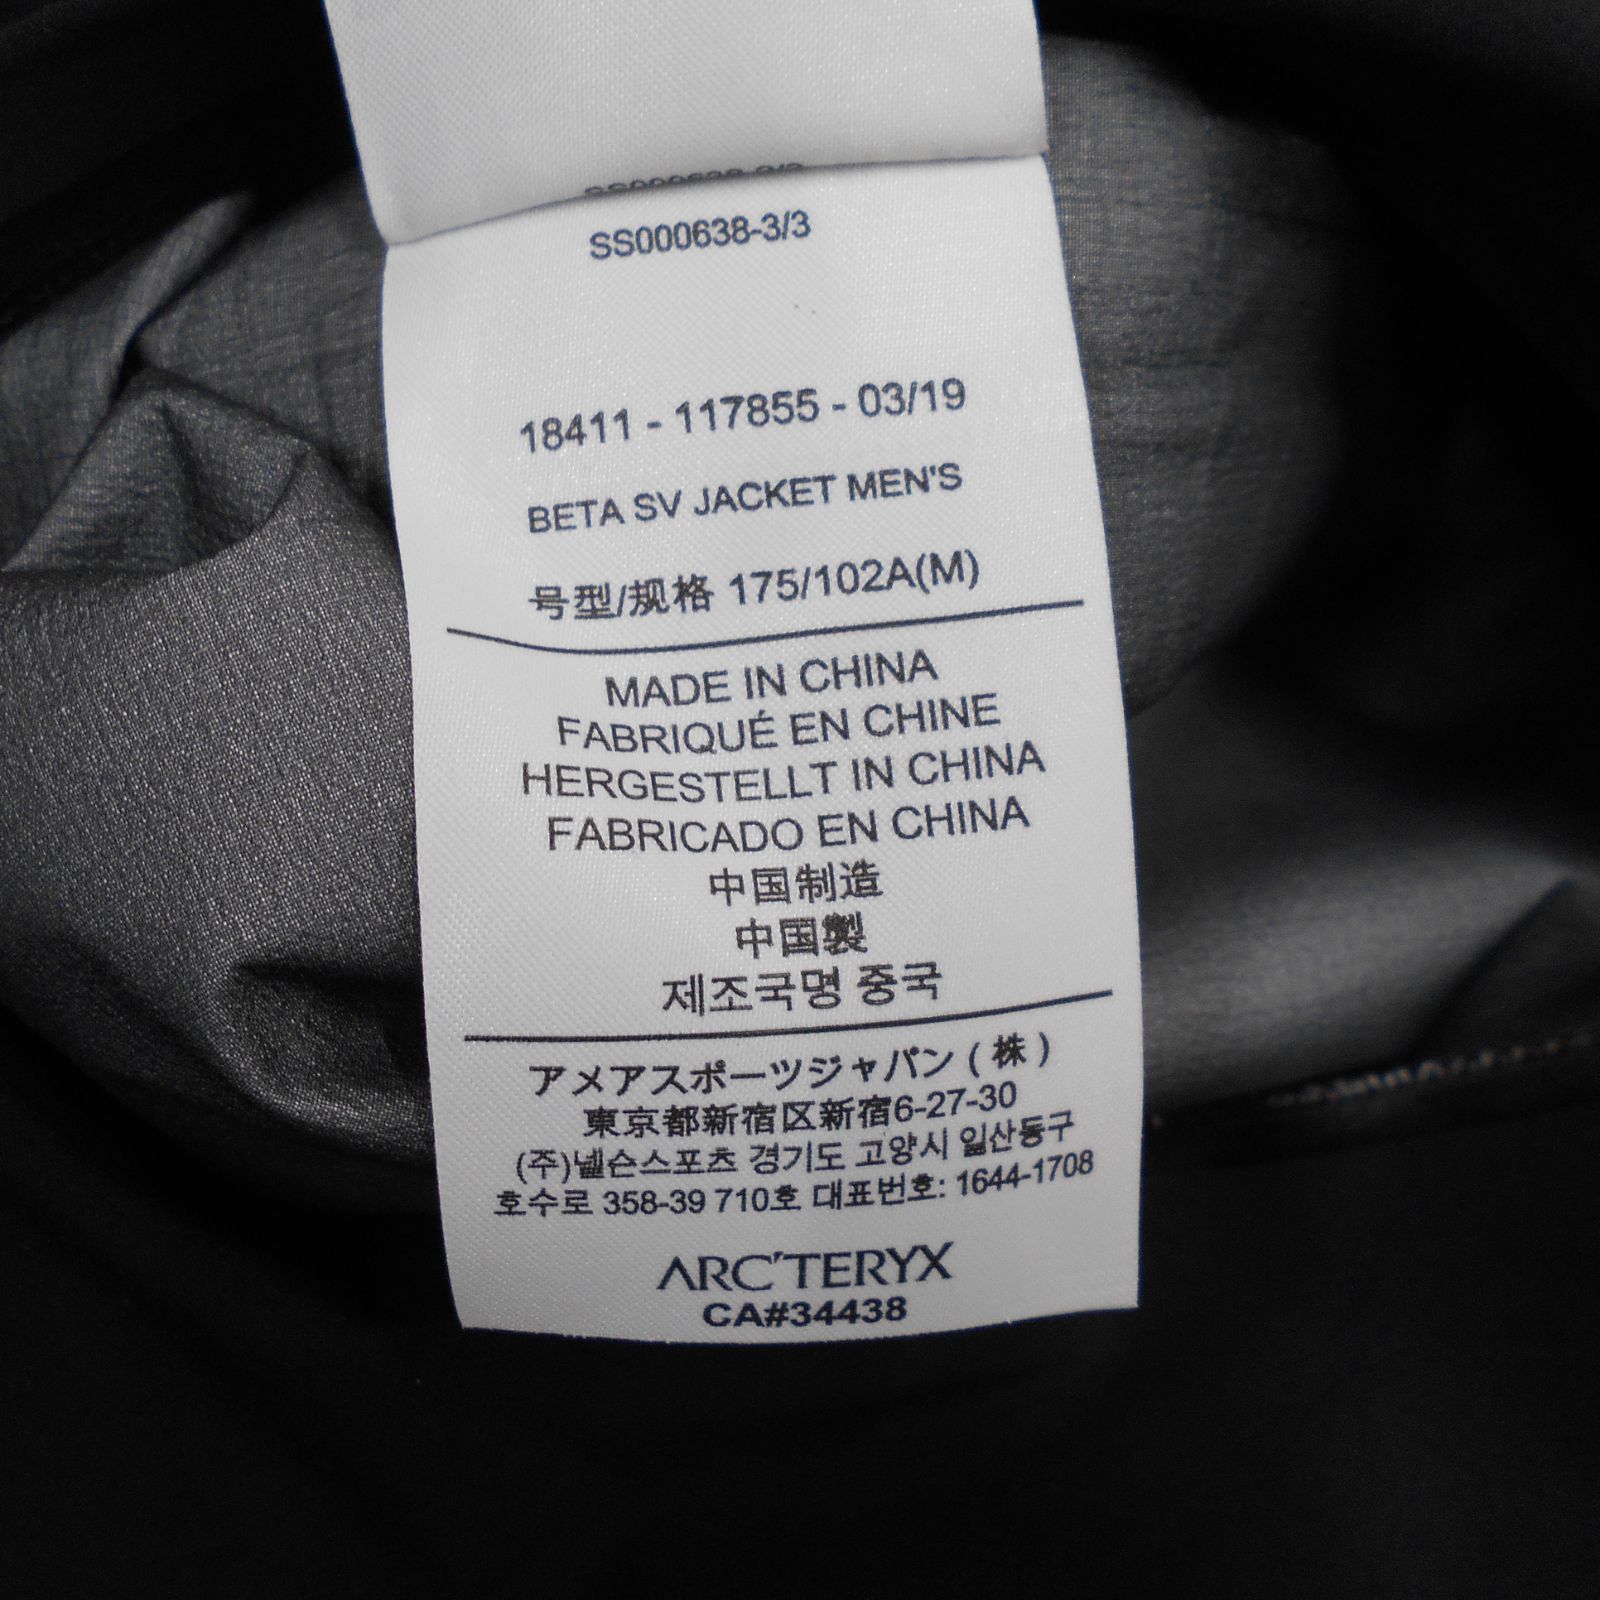 SS000638-3/3
SS000638-3/3
18411 - 117855 - 03/19
BETA SV JACKET MEN'S
号型/规格 175/102A(M)
MADE IN CHINA
FABRIQUÉ EN CHINE
HERGESTELLT IN CHINA
FABRICADO EN CHINA
中国制造
中国製
제조국명 중국
アメアスポーツジャパン ( 株 )
東京都新宿区新宿6-27-30
(주)넬슨스포츠 경기도 고양시 일산동구
호수로 358-39 710호 대표번호: 1644-1708
ARC'TERYX
CA#34438